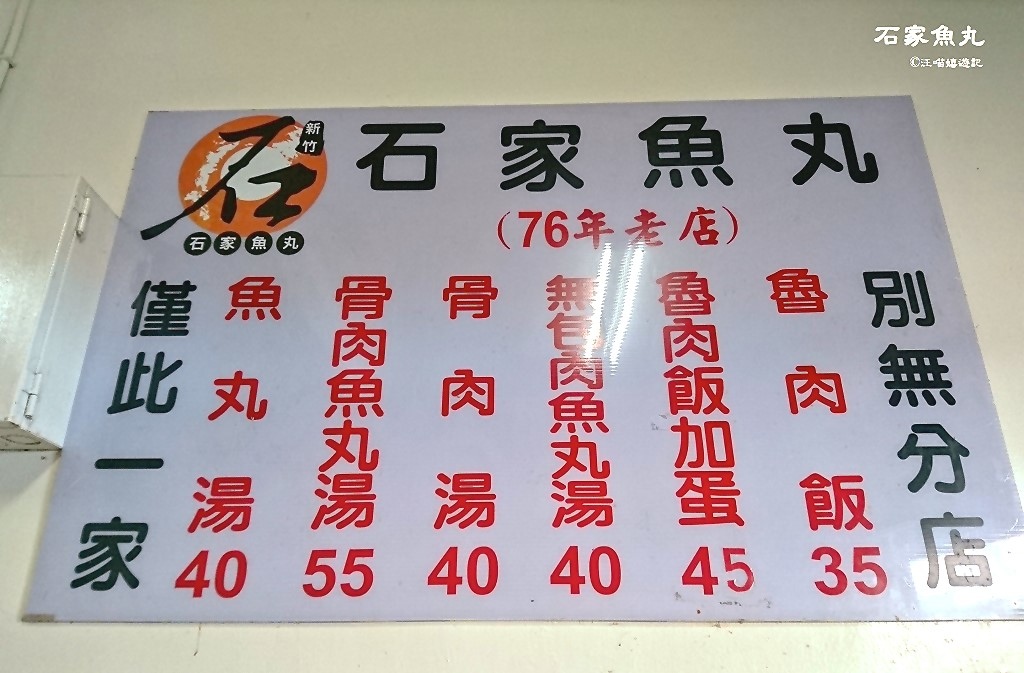 石家魚丸
©汪喵嬉遊記
新竹
石
石家魚丸
石家魚丸
(76年老店)
僅此一家
魚丸湯 40
骨肉魚丸湯 55
骨肉湯 40
無包肉魚丸湯 40
魯肉飯加蛋 45
魯肉飯 35
別無分店